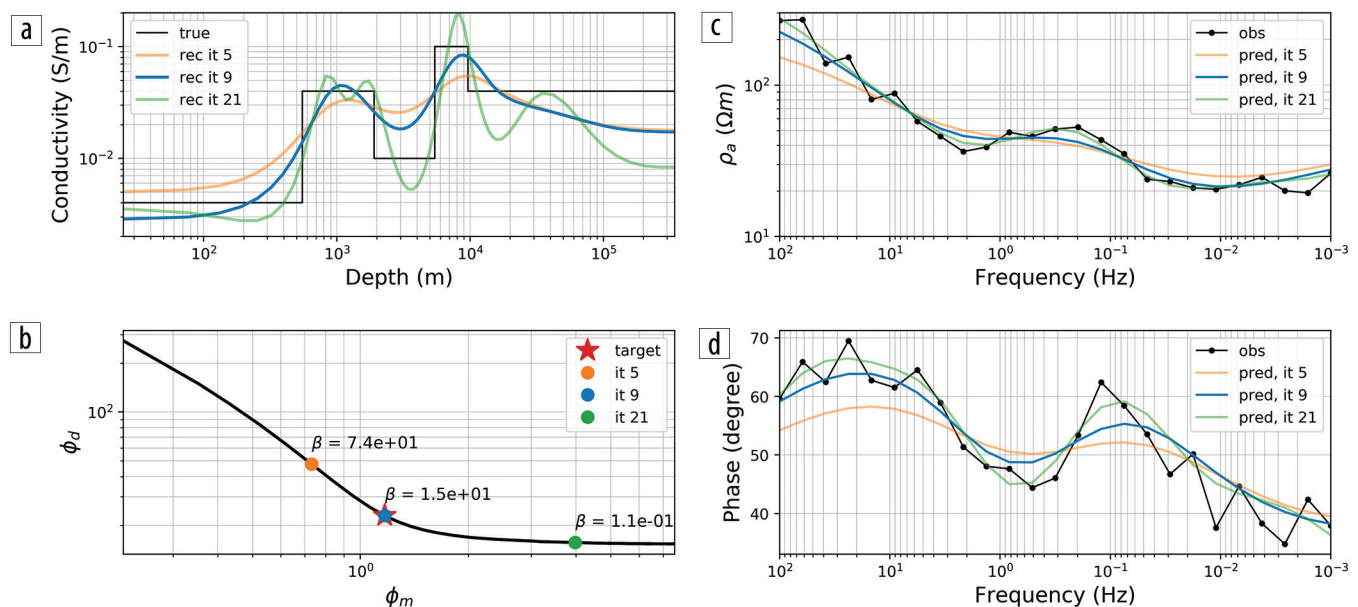 a
Conductivity (S/m)
10⁻¹
10⁻²
true
rec it 5
rec it 9
rec it 21
10² 10³ 10⁴ 10⁵
Depth (m)
c
ρₐ (Ωm)
10²
10¹
obs
pred, it 5
pred, it 9
pred, it 21
10² 10¹ 10⁰ 10⁻¹ 10⁻² 10⁻³
Frequency (Hz)
b
ϕd
10²
target
it 5
it 9
it 21
β = 7.4e+01
β = 1.5e+01
β = 1.1e-01
10⁰
ϕm
d
Phase (degree)
70
60
50
40
obs
pred, it 5
pred, it 9
pred, it 21
10² 10¹ 10⁰ 10⁻¹ 10⁻² 10⁻³
Frequency (Hz)